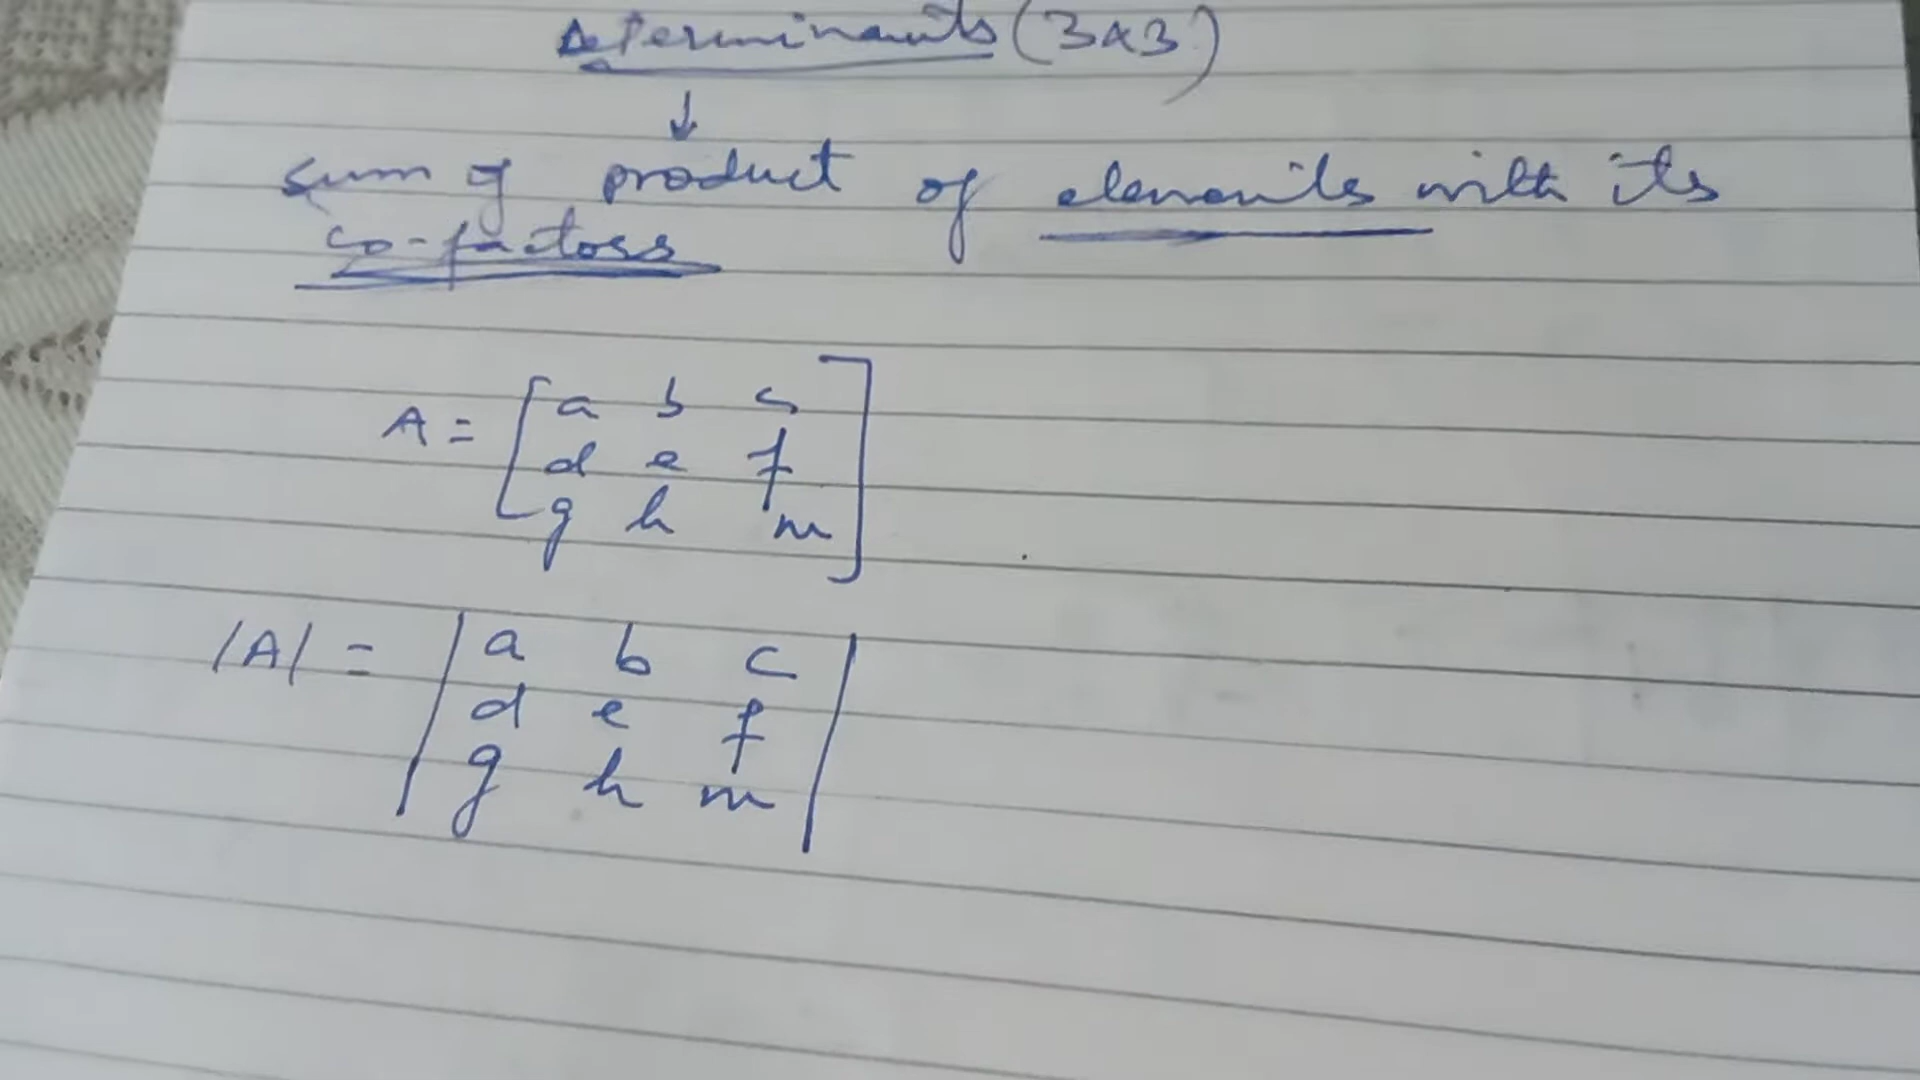 Determinants (3x3)
↓
sum of product of elements with its
co-factors
A = [ a b c
d e f
g h m ]
|A| = | a b c
d e f
g h m |